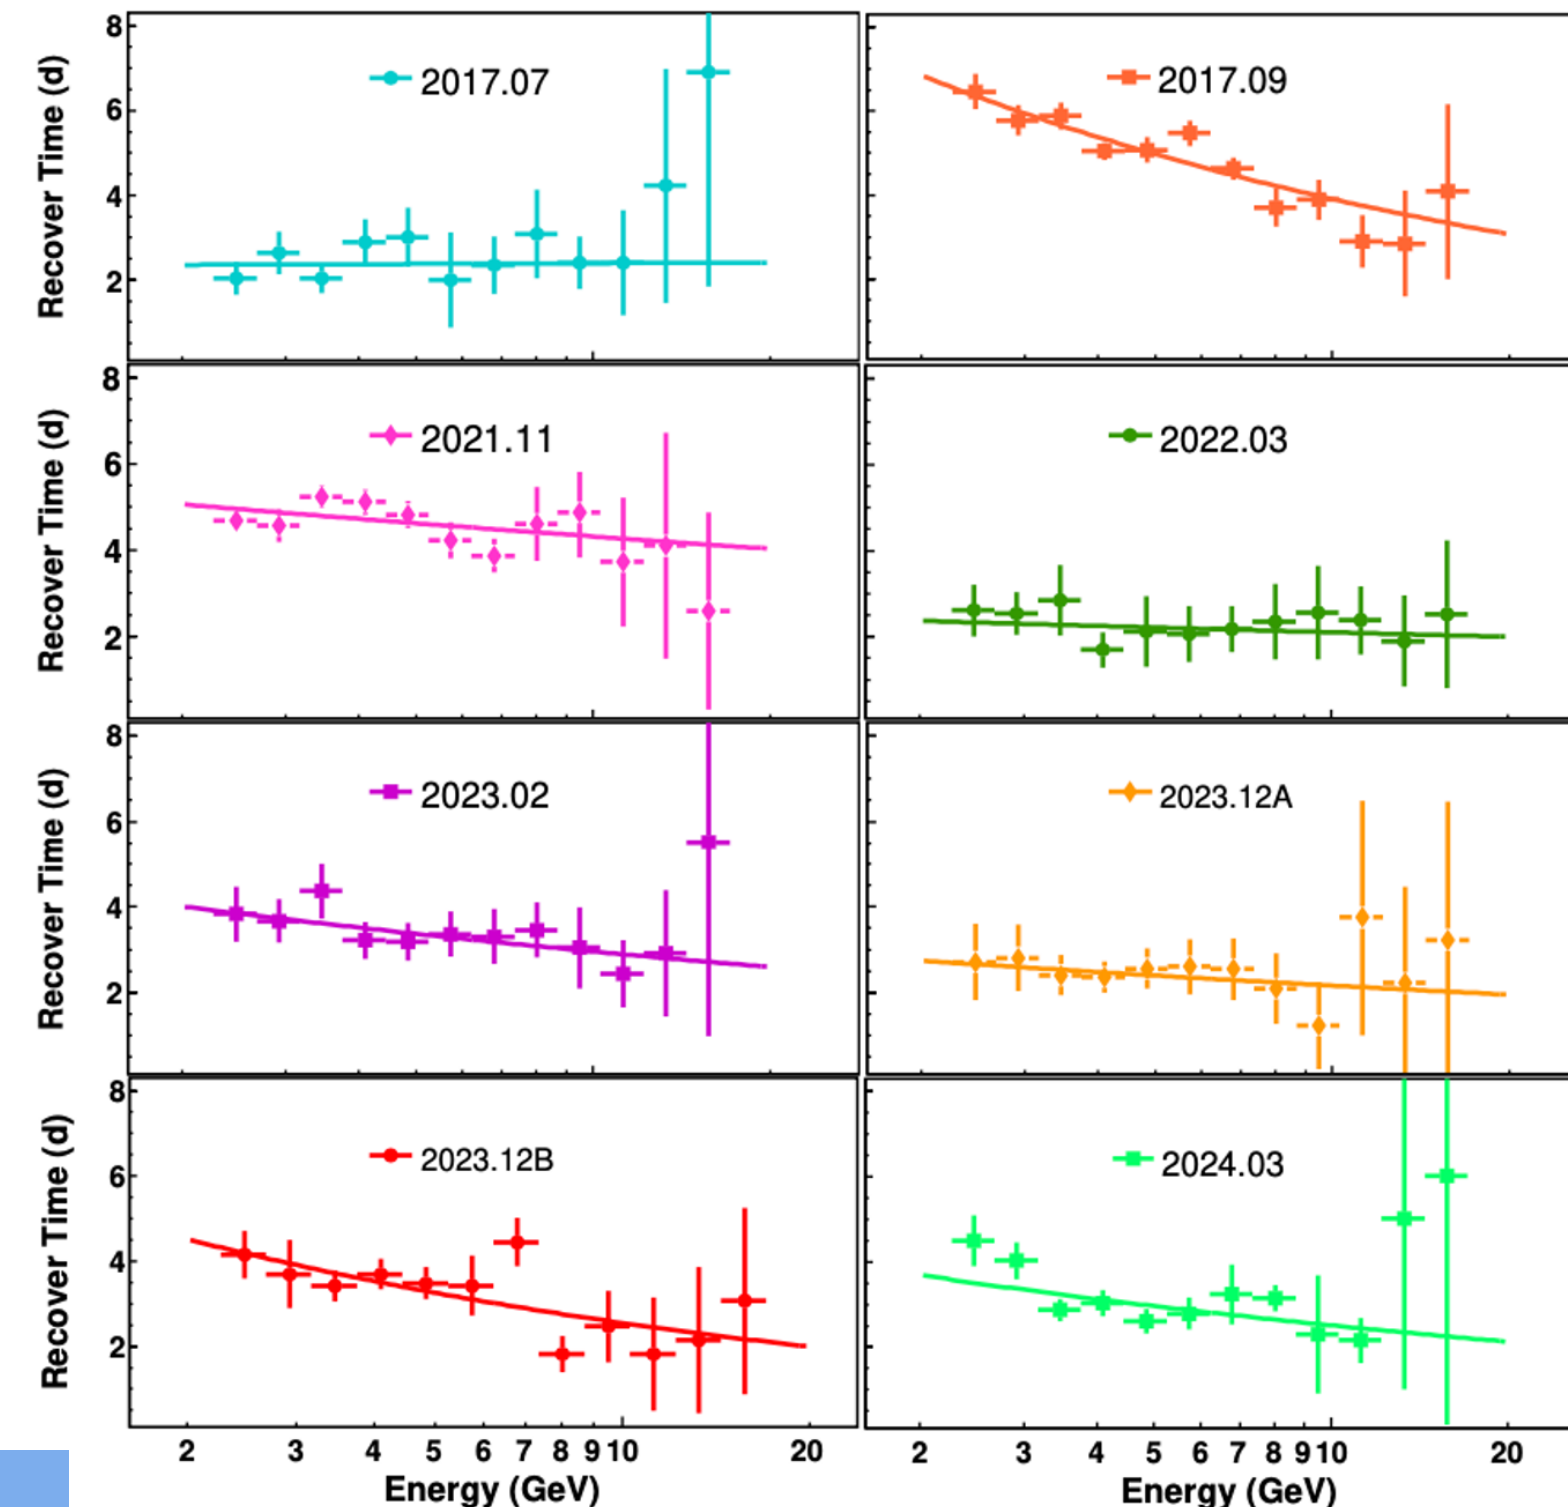 8 6 4 2 Recover Time (d) 2017.07
2017.09
8 6 4 2 Recover Time (d) 2021.11
2022.03
8 6 4 2 Recover Time (d) 2023.02
2023.12A
8 6 4 2 Recover Time (d) 2023.12B
2024.03
2 3 4 5 6 7 8 9 10 20
2 3 4 5 6 7 8 9 10 20
Energy (GeV)
Energy (GeV)